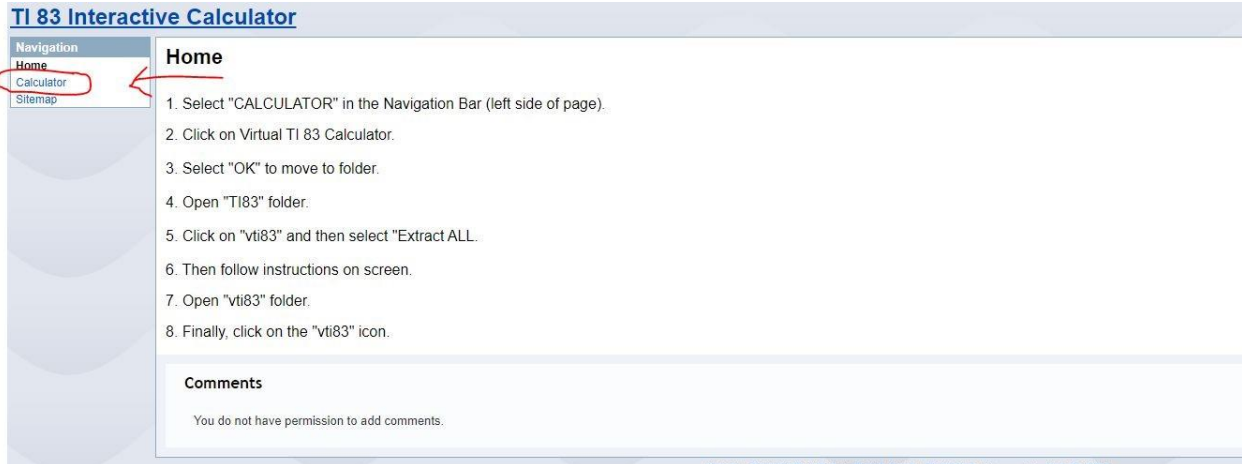 TI 83 Interactive Calculator
Navigation
Home
Calculator
Sitemap
Home
1. Select "CALCULATOR" in the Navigation Bar (left side of page).
2. Click on Virtual TI 83 Calculator.
3. Select "OK" to move to folder.
4. Open "TI83" folder.
5. Click on "vti83" and then select "Extract ALL.
6. Then follow instructions on screen.
7. Open "vti83" folder.
8. Finally, click on the "vti83" icon.
Comments
You do not have permission to add comments.